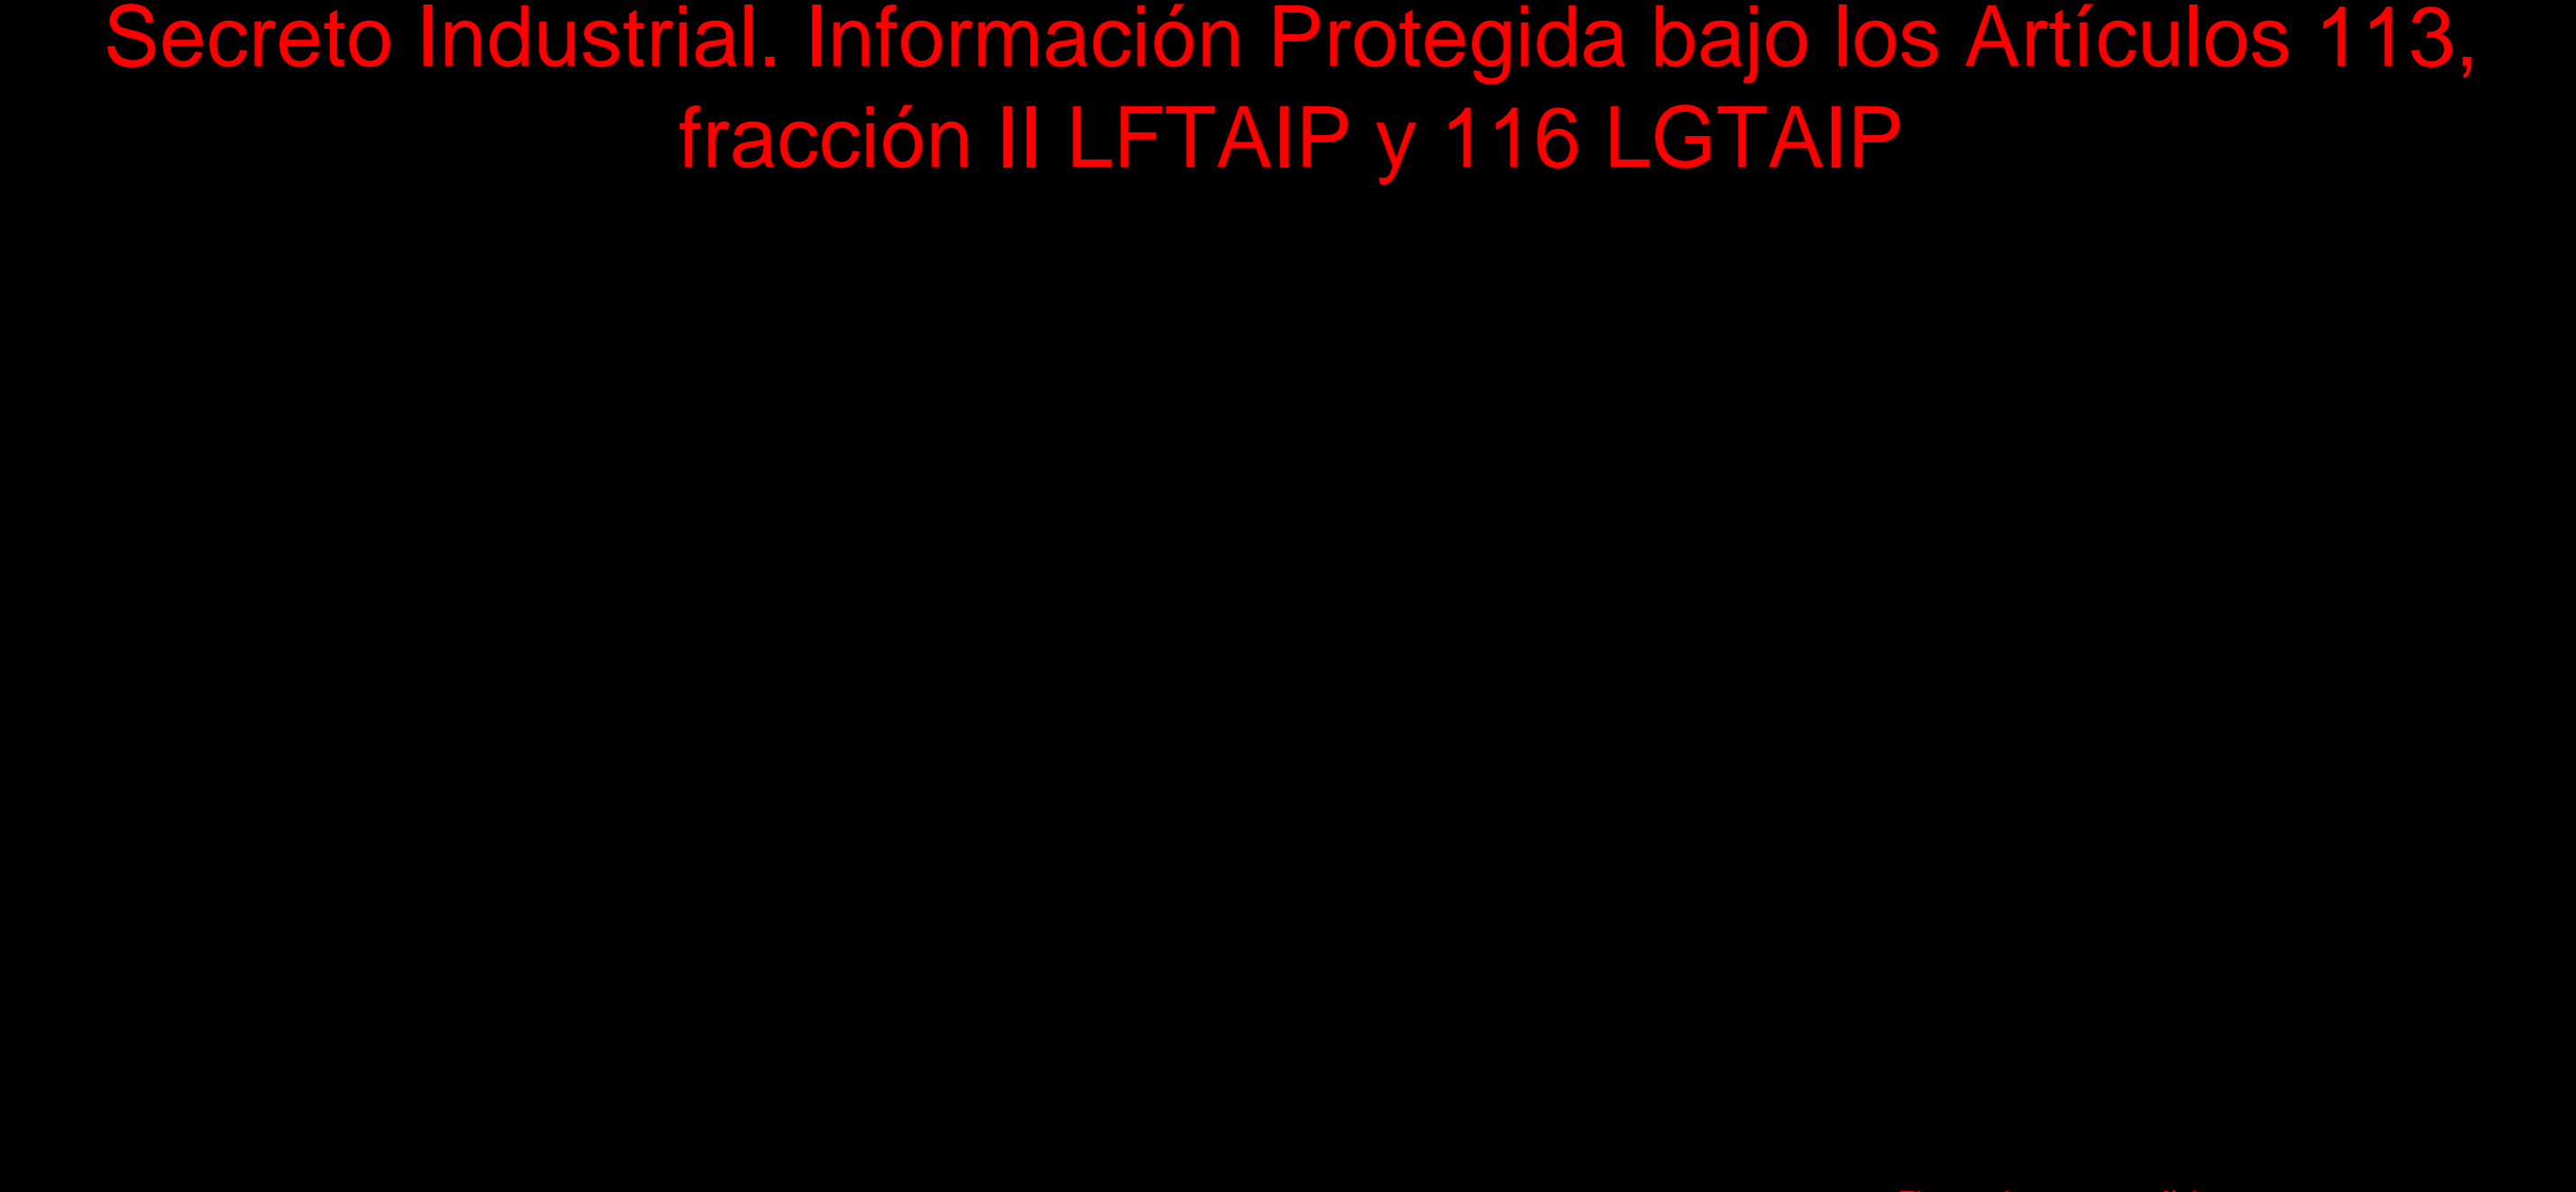 Secreto Industrial. Información Protegida bajo los Artículos 113,
fracción II LFTAIP y 116 LGTAIP